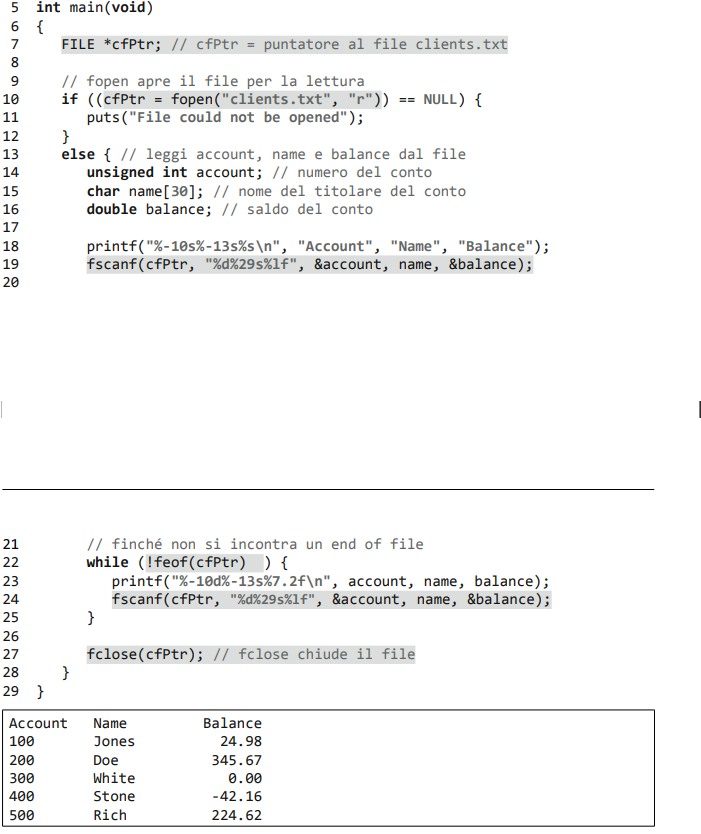 5 int main(void)
6 {
7 FILE *cfPtr; // cfPtr = puntatore al file clients.txt
8
9 // fopen apre il file per la lettura
10 if ((cfPtr = fopen("clients.txt", "r")) == NULL) {
11 puts("File could not be opened");
12 }
13 else { // leggi account, name e balance dal file
14 unsigned int account; // numero del conto
15 char name[30]; // nome del titolare del conto
16 double balance; // saldo del conto
17
18 printf("%-10s%-13s%s\n", "Account", "Name", "Balance");
19 fscanf(cfPtr, "%d%29s%lf", &account, name, &balance);
20
21 // finché non si incontra un end of file
22 while (!feof(cfPtr) ) {
23 printf("%-10d%-13s%7.2f\n", account, name, balance);
24 fscanf(cfPtr, "%d%29s%lf", &account, name, &balance);
25 }
26
27 fclose(cfPtr); // fclose chiude il file
28 }
29 }
Account Name Balance
100 Jones 24.98
200 Doe 345.67
300 White 0.00
400 Stone -42.16
500 Rich 224.62